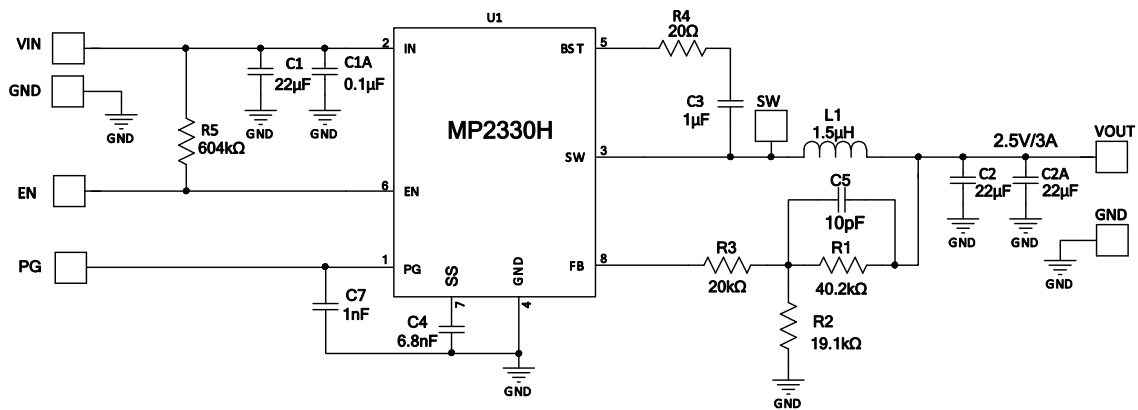 U1
VIN
2
IN
C1
22µF
C1A
0.1µF
GND
GND
GND
GND
R5
604kΩ
EN
6
EN
PG
1
PG
C7
1nF
MP2330H
SS
7
GND
4
C4
6.8nF
GND
BST
5
R4
20Ω
C3
1µF
SW
SW
3
L1
1.5µH
2.5V/3A
VOUT
C5
10pF
C2
22µF
C2A
22µF
GND
GND
GND
GND
FB
8
R3
20kΩ
R1
40.2kΩ
R2
19.1kΩ
GND